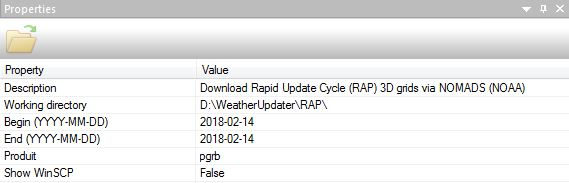 Properties
Property Value
Description Download Rapid Update Cycle (RAP) 3D grids via NOMADS (NOAA)
Working directory D:\WeatherUpdater\RAP\
Begin (YYYY-MM-DD) 2018-02-14
End (YYYY-MM-DD) 2018-02-14
Produit pgrb
Show WinSCP False